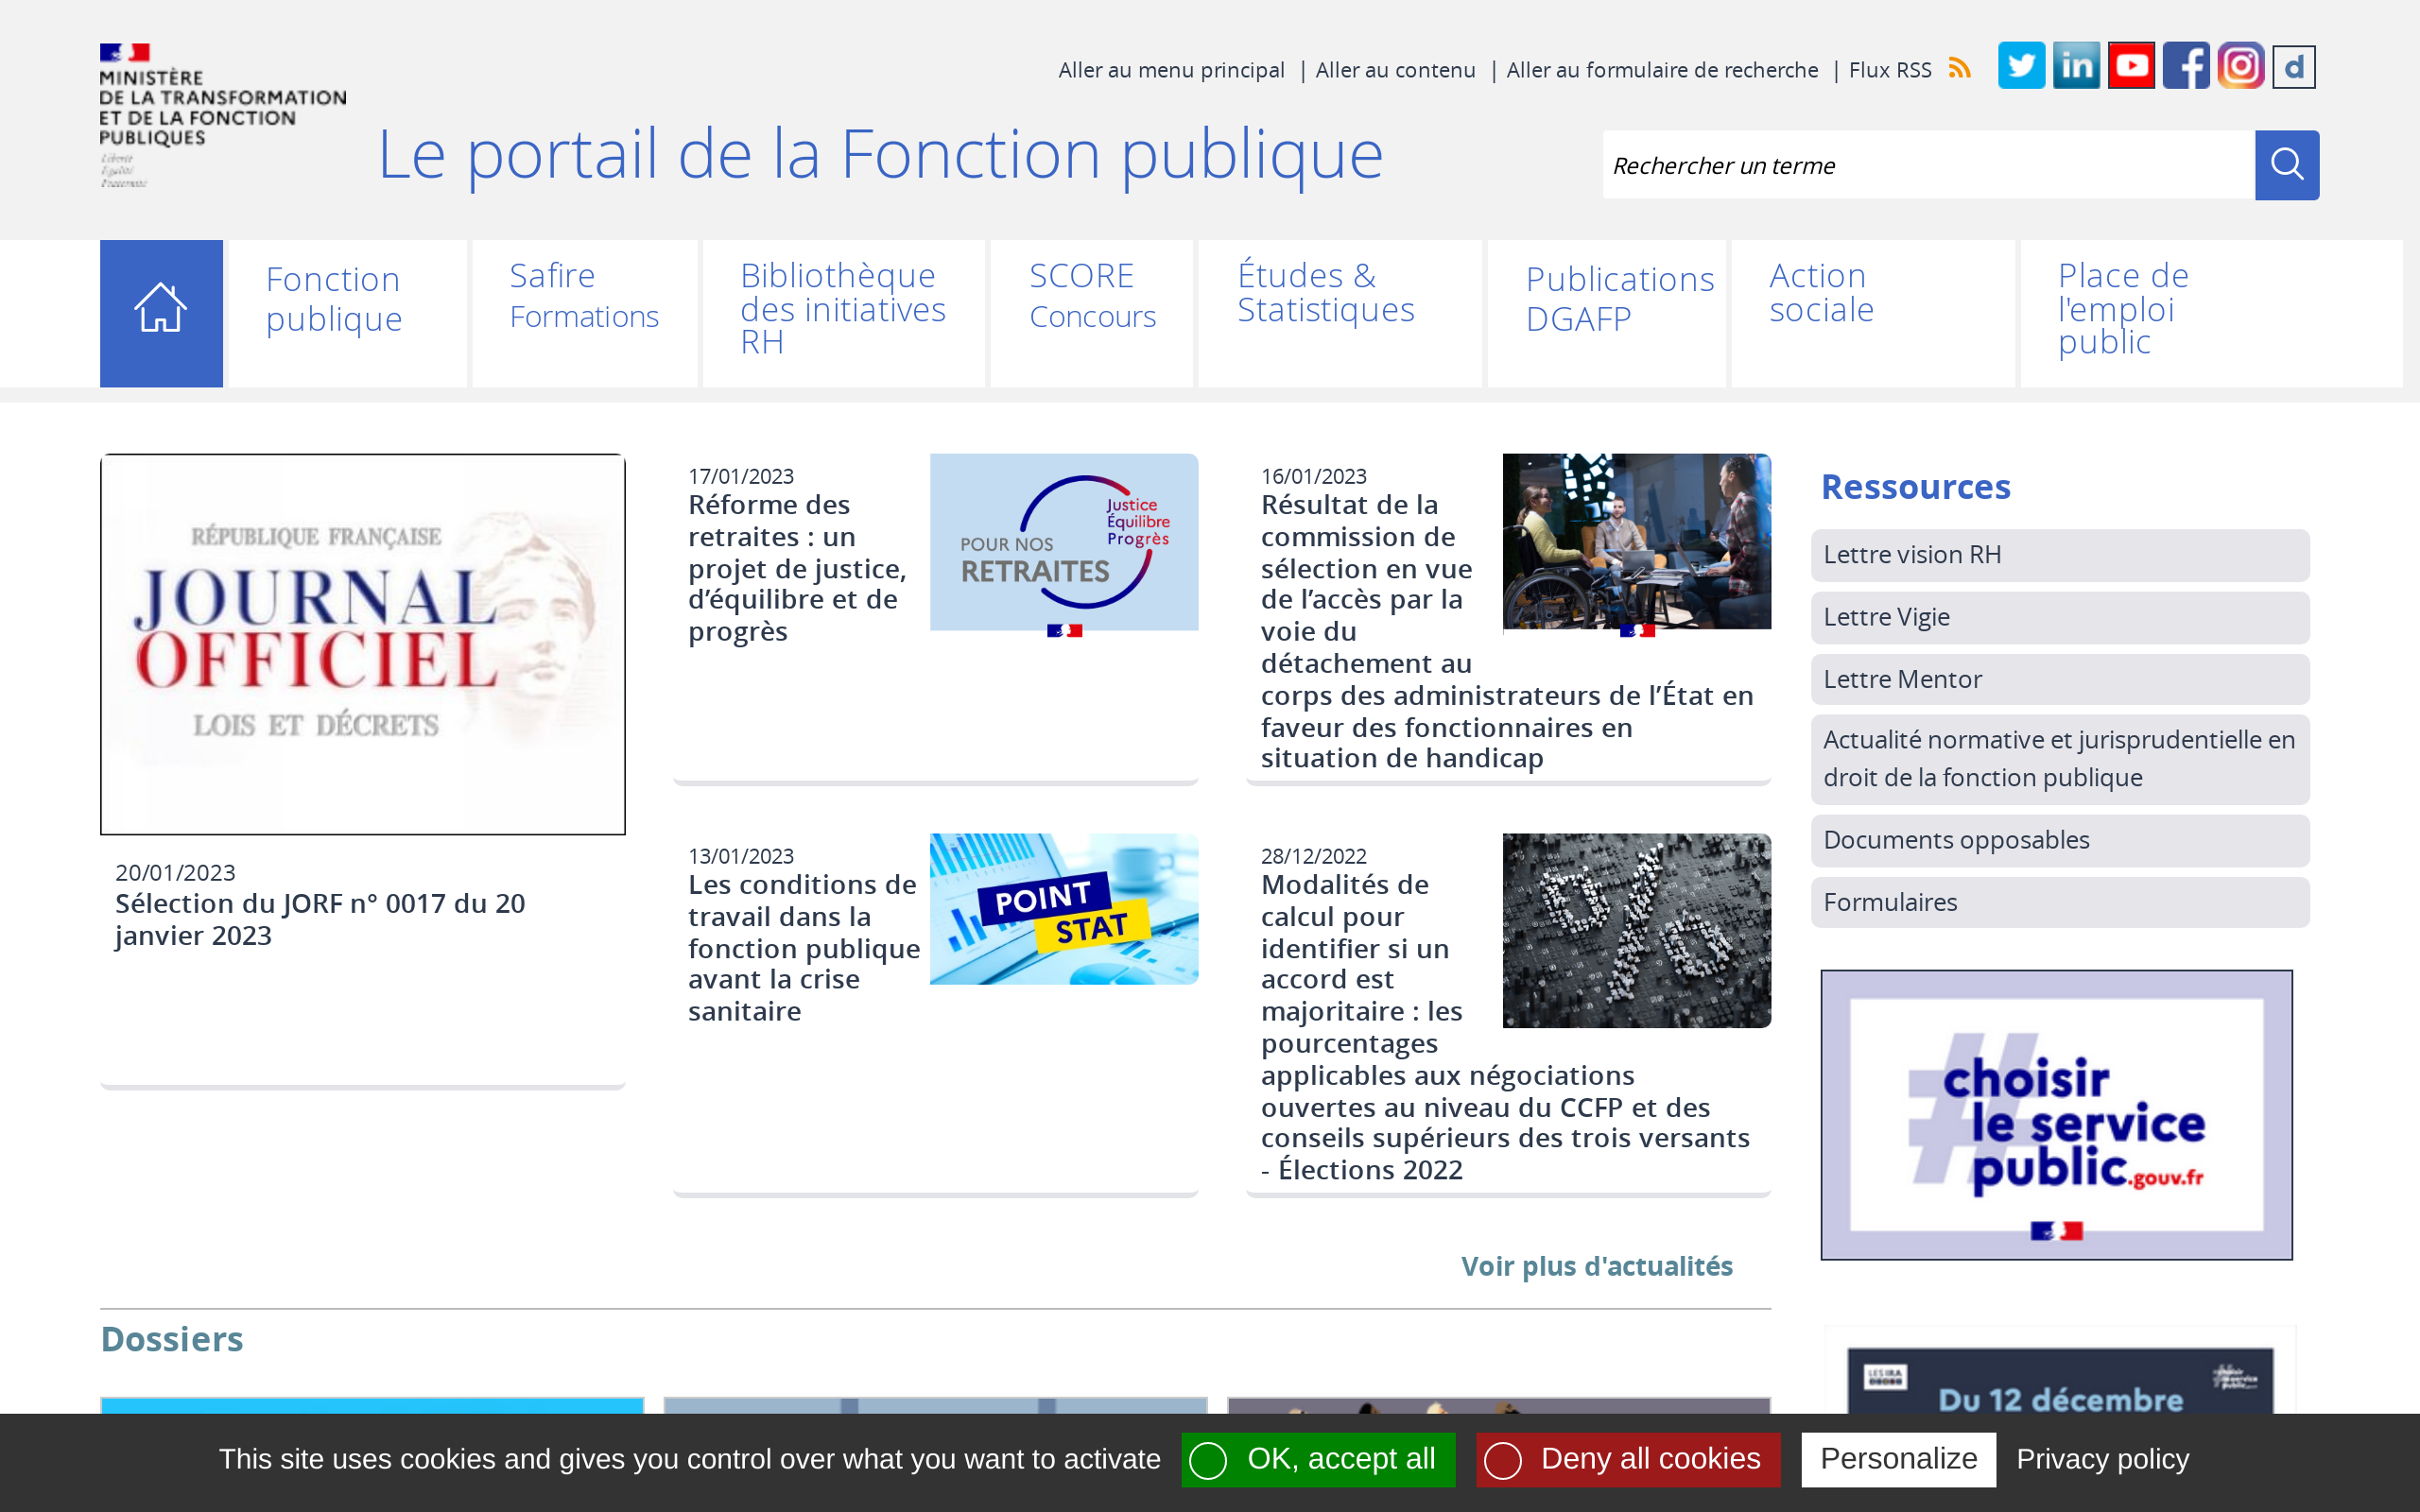 MINISTÈRE
DE LA TRANSFORMATION
ET DE LA FONCTION
PUBLIQUES
Liberté
Égalité
Fraternité
Aller au menu principal | Aller au contenu | Aller au formulaire de recherche | Flux RSS
Le portail de la Fonction publique
Rechercher un terme
Fonction
publique
Safire
Formations
Bibliothèque
des initiatives
RH
SCORE
Concours
Études &
Statistiques
Publications
DGAFP
Action
sociale
Place de
l'emploi
public
RÉPUBLIQUE FRANÇAISE
JOURNAL
OFFICIEL
LOIS ET DÉCRETS
20/01/2023
Sélection du JORF n° 0017 du 20
janvier 2023
17/01/2023
Réforme des
retraites : un
projet de justice,
d’équilibre et de
progrès
POUR NOS
RETRAITES
Justice
Équilibre
Progrès
16/01/2023
Résultat de la
commission de
sélection en vue
de l’accès par la
voie du
détachement au
corps des administrateurs de l’État en
faveur des fonctionnaires en
situation de handicap
13/01/2023
Les conditions de
travail dans la
fonction publique
avant la crise
sanitaire
POINT
STAT
28/12/2022
Modalités de
calcul pour
identifier si un
accord est
majoritaire : les
pourcentages
applicables aux négociations
ouvertes au niveau du CCFP et des
conseils supérieurs des trois versants
- Élections 2022
%
Voir plus d'actualités
Dossiers
Ressources
Lettre vision RH
Lettre Vigie
Lettre Mentor
Actualité normative et jurisprudentielle en
droit de la fonction publique
Documents opposables
Formulaires
#
choisir
le service
public.gouv.fr
LES IRA
Du 12 décembre
This site uses cookies and gives you control over what you want to activate
OK, accept all
Deny all cookies
Personalize
Privacy policy